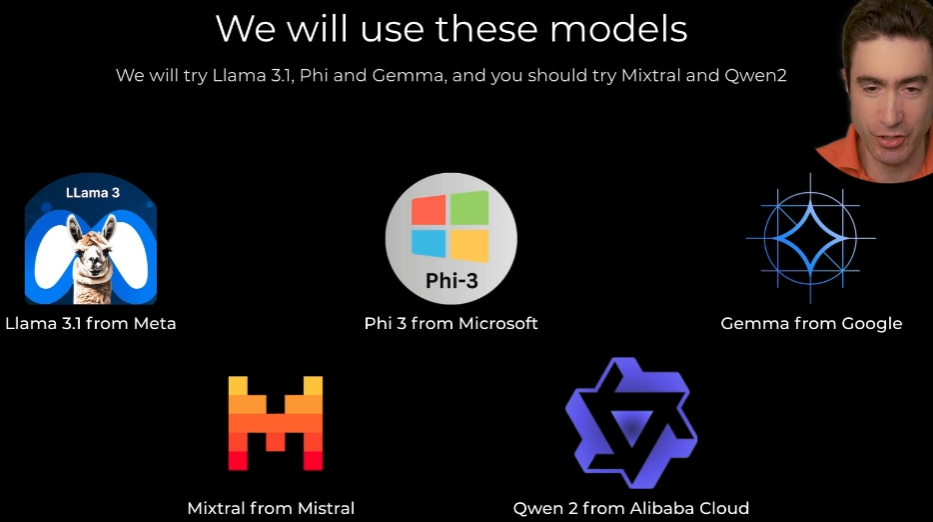 We will use these models
We will try Llama 3.1, Phi and Gemma, and you should try Mixtral and Qwen2
LLama 3
Phi-3
Llama 3.1 from Meta
Phi 3 from Microsoft
Gemma from Google
Mixtral from Mistral
Qwen 2 from Alibaba Cloud